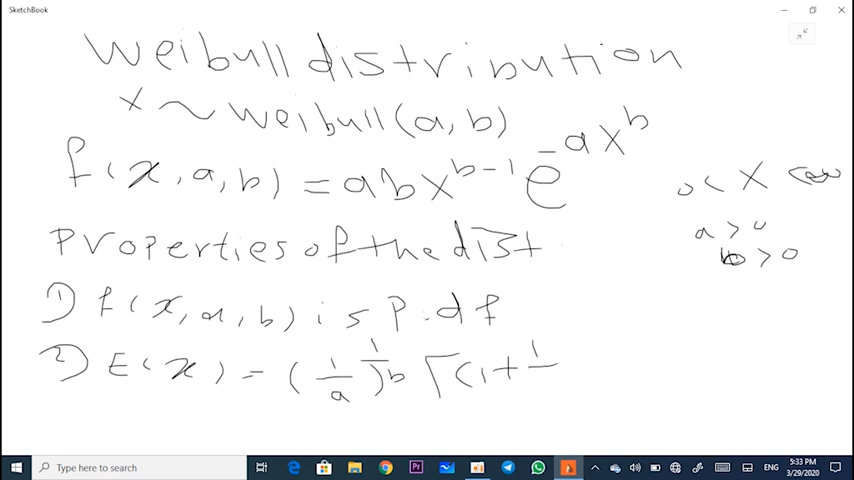 SketchBook
Weibull distribution
x ~ Weibull(a,b)
f(x,a,b) = abx^{b-1} e^{-ax^b}
0 < x < ∞
a > 0
b > 0
Properties of the dist
1) f(x,a,b) is p.df
2) E(x) = (1/a)^{1/b} Γ(1 + 1/
Type here to search
ENG
5:33 PM
3/29/2020